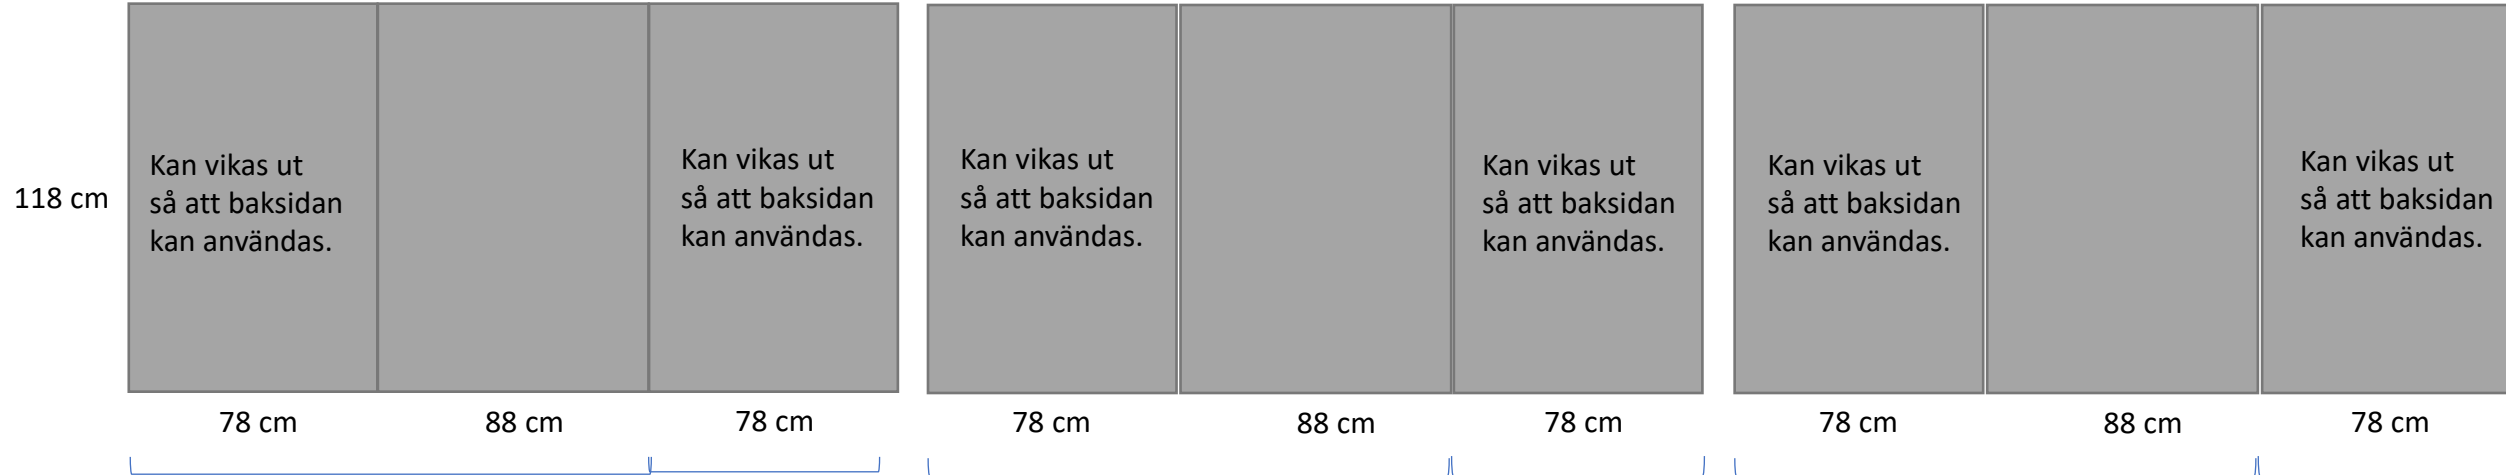 118 cm
Kan vikas ut
så att baksidan
kan användas.
Kan vikas ut
så att baksidan
kan användas.
Kan vikas ut
så att baksidan
kan användas.
Kan vikas ut
så att baksidan
kan användas.
Kan vikas ut
så att baksidan
kan användas.
Kan vikas ut
så att baksidan
kan användas.
78 cm
88 cm
78 cm
78 cm
88 cm
78 cm
78 cm
88 cm
78 cm